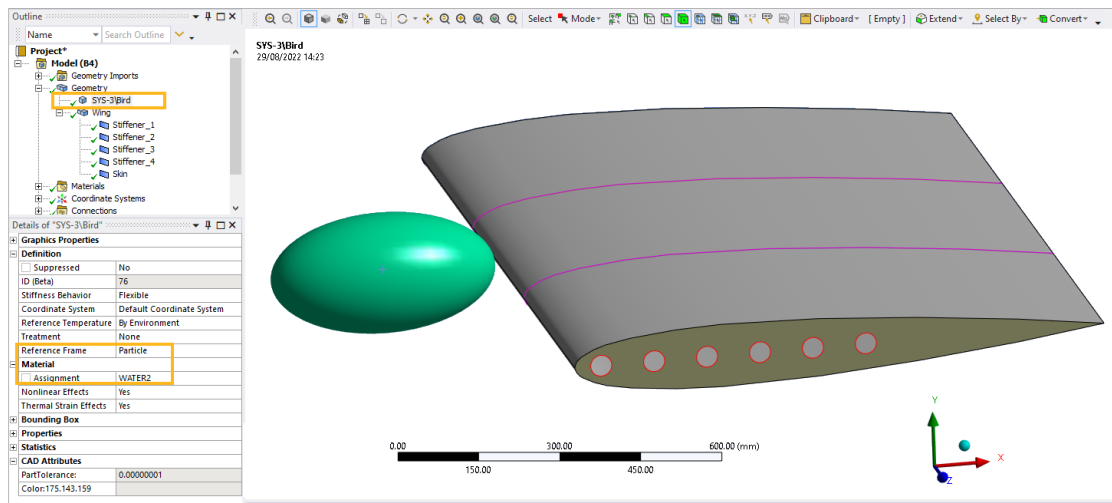 Outline
Name Search Outline
Project*
Model (B4)
Geometry Imports
Geometry
SYS-3\Bird
Wing
Stiffener_1
Stiffener_2
Stiffener_3
Stiffener_4
Skin
Materials
Coordinate Systems
Connections
Details of "SYS-3\Bird"
Graphics Properties
Definition
Suppressed No
ID (Beta) 76
Stiffness Behavior Flexible
Coordinate System Default Coordinate System
Reference Temperature By Environment
Treatment None
Reference Frame Particle
Material
Assignment WATER2
Nonlinear Effects Yes
Thermal Strain Effects Yes
Bounding Box
Properties
Statistics
CAD Attributes
PartTolerance: 0.00000001
Color:175.143.159
Select Mode Clipboard [ Empty ] Extend Select By Convert
SYS-3\Bird
29/08/2022 14:23
0.00 300.00 600.00 (mm)
150.00 450.00
Y
X
Z